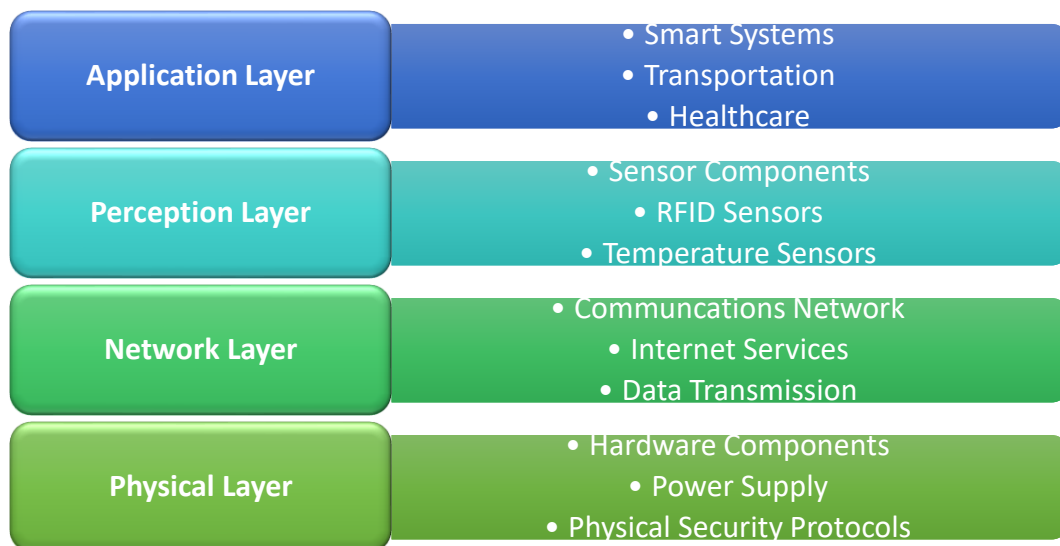 Application Layer
• Smart Systems
• Transportation
• Healthcare
Perception Layer
• Sensor Components
• RFID Sensors
• Temperature Sensors
Network Layer
• Communcations Network
• Internet Services
• Data Transmission
Physical Layer
• Hardware Components
• Power Supply
• Physical Security Protocols